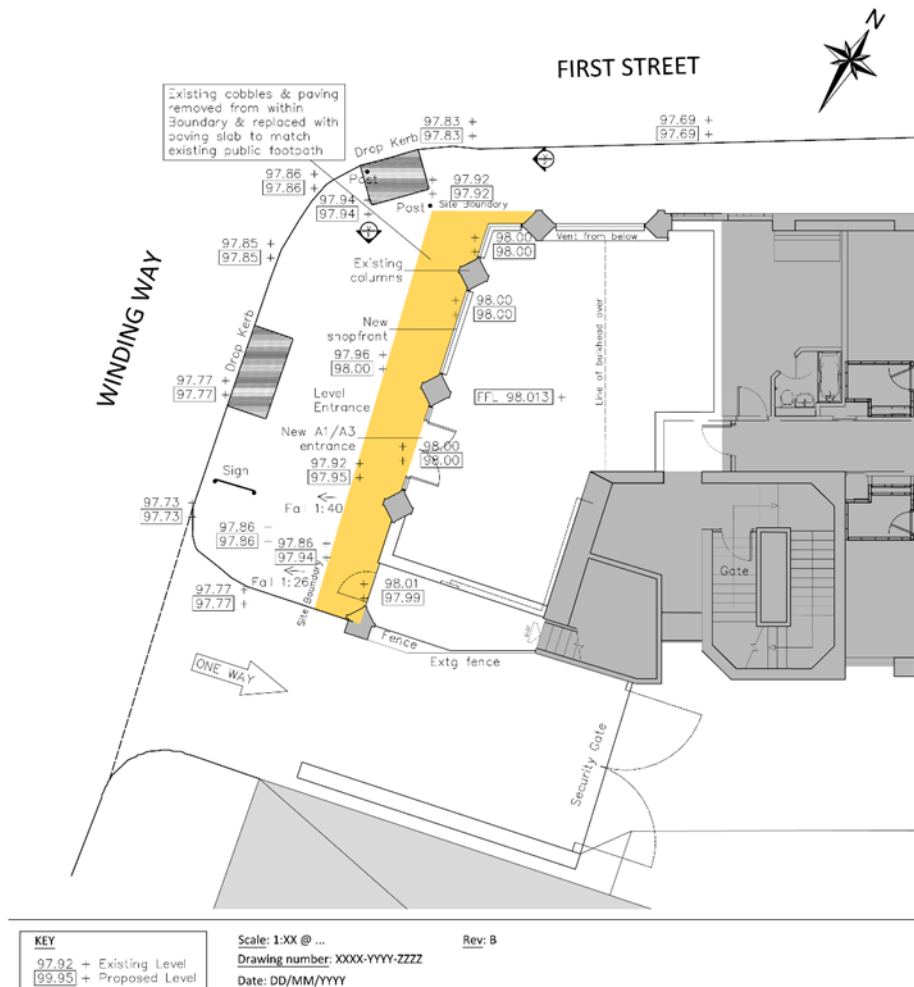 N
FIRST STREET
Existing cobbles & paving
removed from within
Boundary & replaced with
paving slab to match
existing public footpath
97.83 +
97.83 +
97.69 +
97.69 +
Drop Kerb
97.86 +
97.86 +
Post
97.92
97.92
97.94
97.94
Post
Site Boundary
98.00
98.00
Vent from below
97.85
97.85
Existing
columns
WINDING WAY
98.00
98.00
New
shopfront
Line of bulkhead over
Drop Kerb
97.96 +
98.00
97.77
97.77
Level
Entrance
FFL 98.013 +
New A1/A3
entrance
98.00
98.00
97.92
97.95
Sign
Fall 1:40
97.73
97.73
97.86
97.86
97.86
97.94
Fall 1:26
Site Boundary
Gate
97.77
97.77
98.01
97.99
Fence
Extg fence
ONE WAY
Security Gate
KEY
97.92 + Existing Level
99.95 + Proposed Level
Scale: 1:XX @ ...
Drawing number: XXXX-YYYY-ZZZZ
Date: DD/MM/YYYY
Rev: B